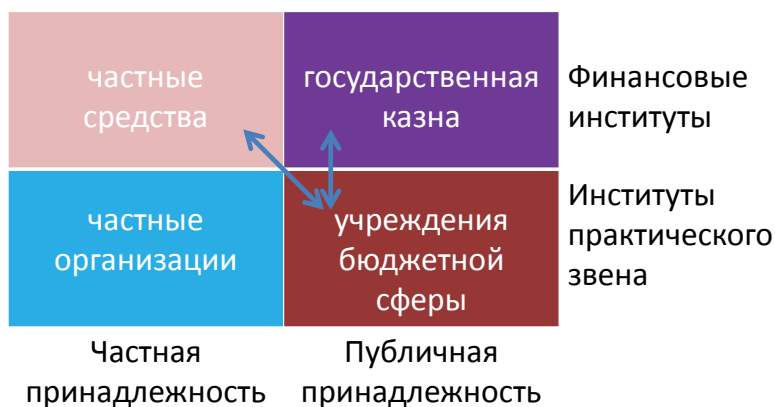 частные
средства
государственная
казна
Финансовые
институты
частные
организации
учреждения
бюджетной
сферы
Институты
практического
звена
Частная
принадлежность
Публичная
принадлежность